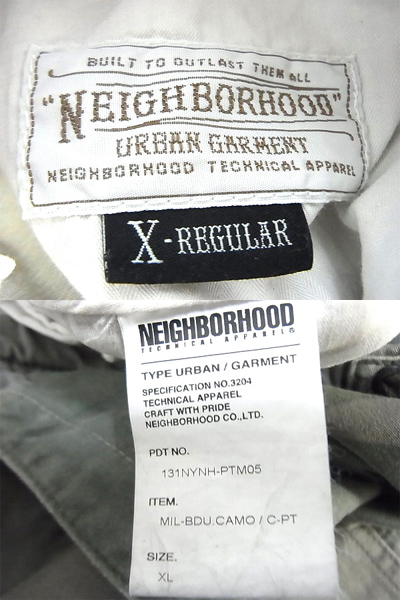 BUILT TO OUTLAST THEM ALL
"NEIGHBORHOOD"
URBAN GARMENT
NEIGHBORHOOD TECHNICAL APPAREL
X-REGULAR
NEIGHBORHOOD
TECHNICAL APPAREL®
TYPE URBAN / GARMENT
SPECIFICATION NO.3204
TECHNICAL APPAREL
CRAFT WITH PRIDE
NEIGHBORHOOD CO.,LTD.
PDT NO.
131NYNH-PTM05
ITEM.
MIL-BDU.CAMO / C-PT
SIZE.
XL